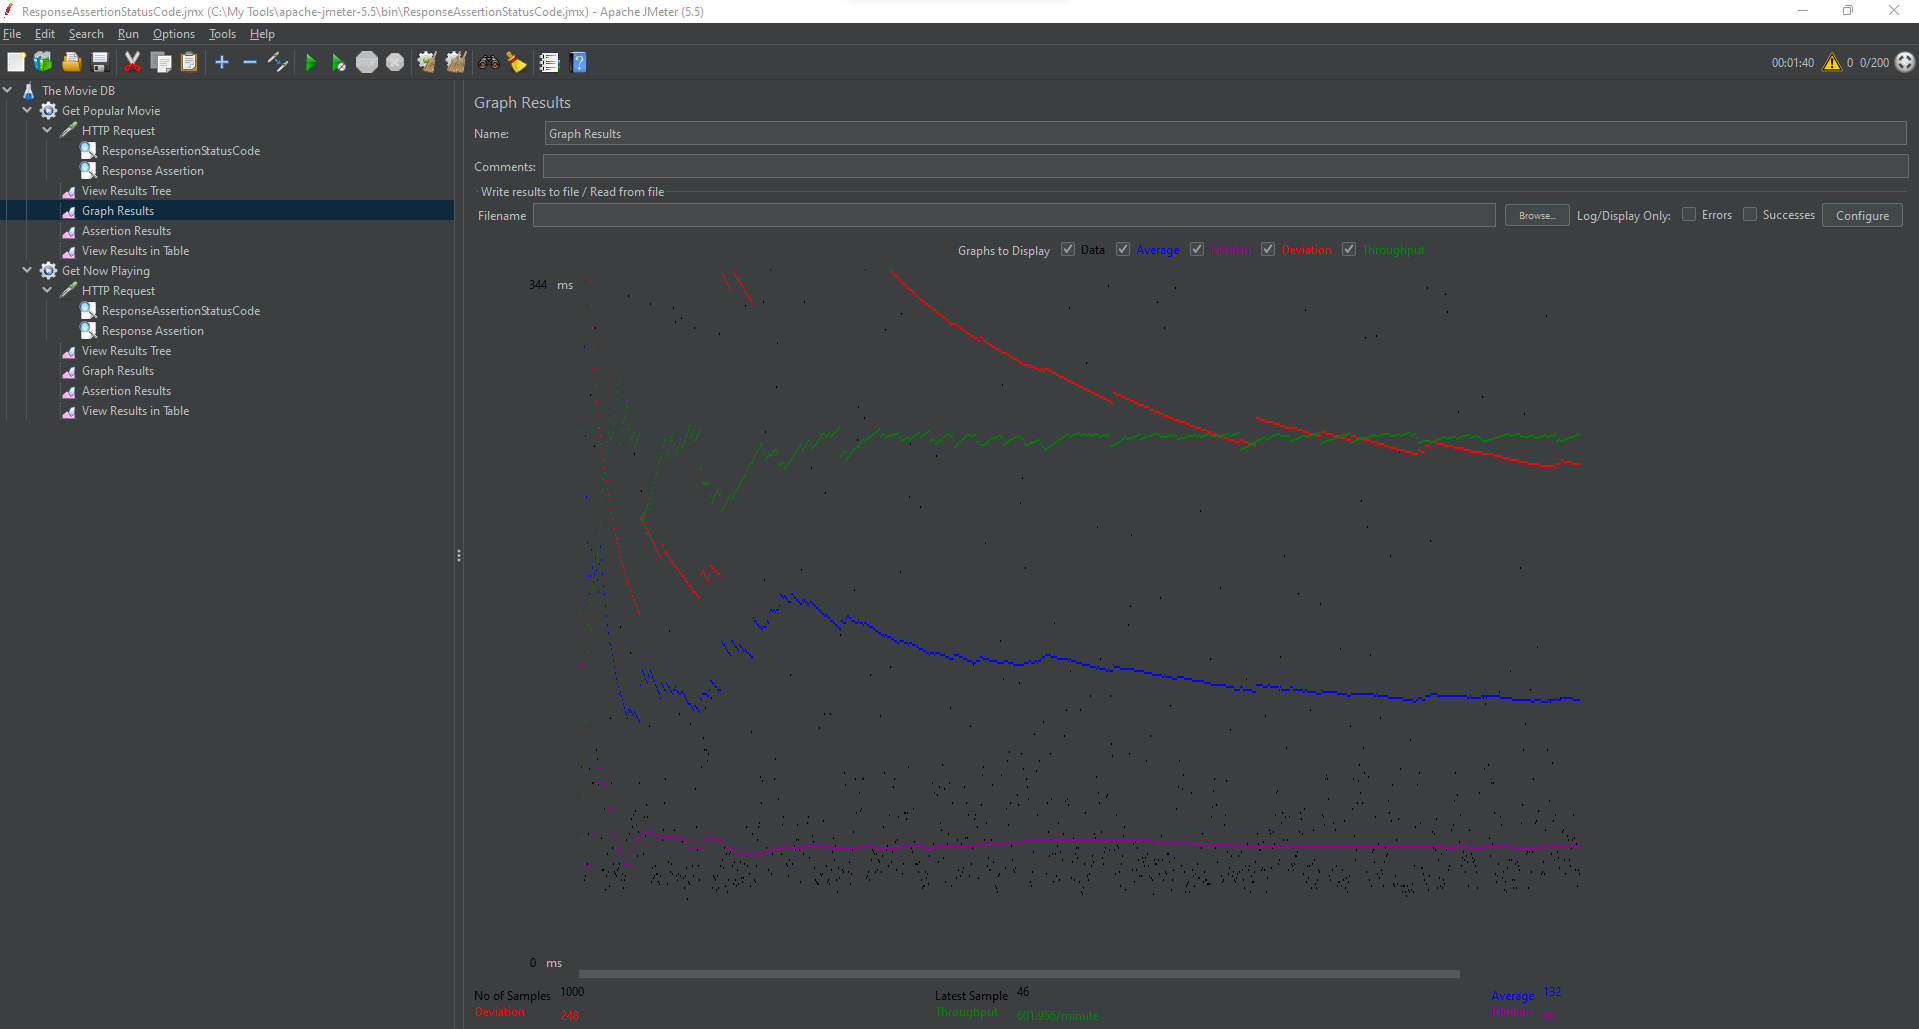 ResponseAssertionStatusCode.jmx (C:\My Tools\apache-jmeter-5.5\bin\ResponseAssertionStatusCode.jmx) - Apache JMeter (5.5)
File Edit Search Run Options Tools Help
STOP 00:01:40 0 0/200
The Movie DB
Get Popular Movie
HTTP Request
ResponseAssertionStatusCode
Response Assertion
View Results Tree
Graph Results
Assertion Results
View Results in Table
Get Now Playing
HTTP Request
ResponseAssertionStatusCode
Response Assertion
View Results Tree
Graph Results
Assertion Results
View Results in Table
Graph Results
Name: Graph Results
Comments:
Write results to file / Read from file
Filename Browse... Log/Display Only: Errors Successes Configure
Graphs to Display Data Average Median Deviation Throughput
344 ms
0 ms
No of Samples 1000 Latest Sample 46 Average 132
Deviation 248 Throughput 601,956/minute Median